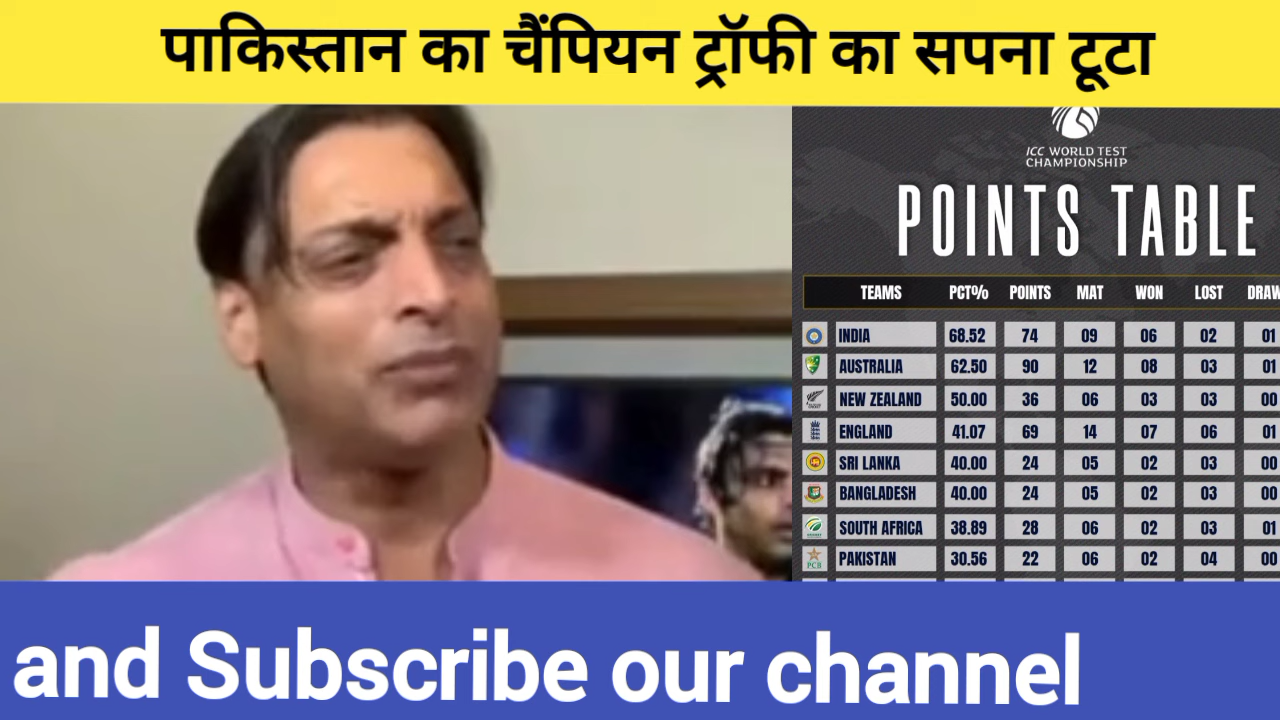 पाकिस्तान का चैंपियन ट्रॉफी का सपना टूटा
ICC WORLD TEST
CHAMPIONSHIP
POINTS TABLE
TEAMS PCT% POINTS MAT WON LOST DRAW
INDIA 68.52 74 09 06 02 01
AUSTRALIA 62.50 90 12 08 03 01
NEW ZEALAND 50.00 36 06 03 03 00
ENGLAND 41.07 69 14 07 06 01
SRI LANKA 40.00 24 05 02 03 00
BANGLADESH 40.00 24 05 02 03 00
SOUTH AFRICA 38.89 28 06 02 03 01
PCB PAKISTAN 30.56 22 06 02 04 00
and Subscribe our channel